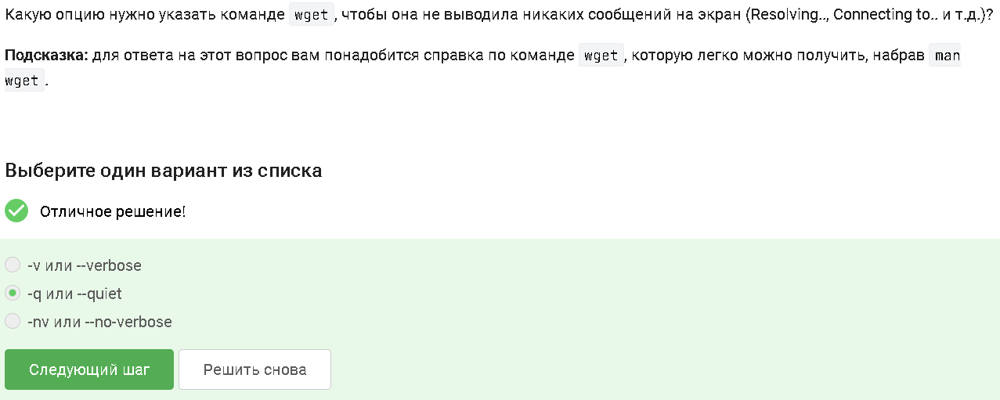 Какую опцию нужно указать команде wget, чтобы она не выводила никаких сообщений на экран (Resolving.., Connecting to.. и т.д.)?
Подсказка: для ответа на этот вопрос вам понадобится справка по команде wget, которую легко можно получить, набрав man
wget.
Выберите один вариант из списка
Отличное решение!
-v или --verbose
-q или --quiet
-nv или --no-verbose
Следующий шаг Решить снова